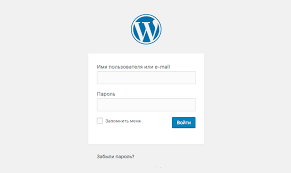 Имя пользователя или e-mail
Пароль
Запомнить меня
Войти
Забыли пароль?